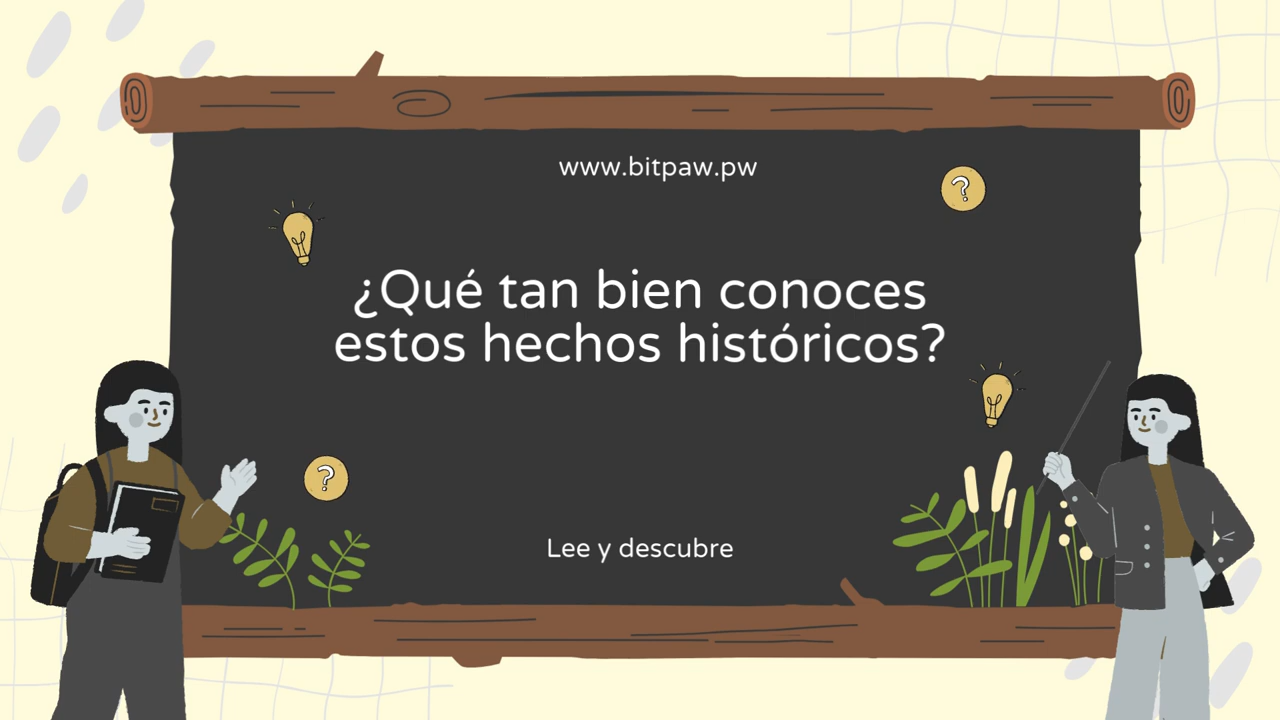 www.bitpaw.pw
¿Qué tan bien conoces
estos hechos históricos?
Lee y descubre